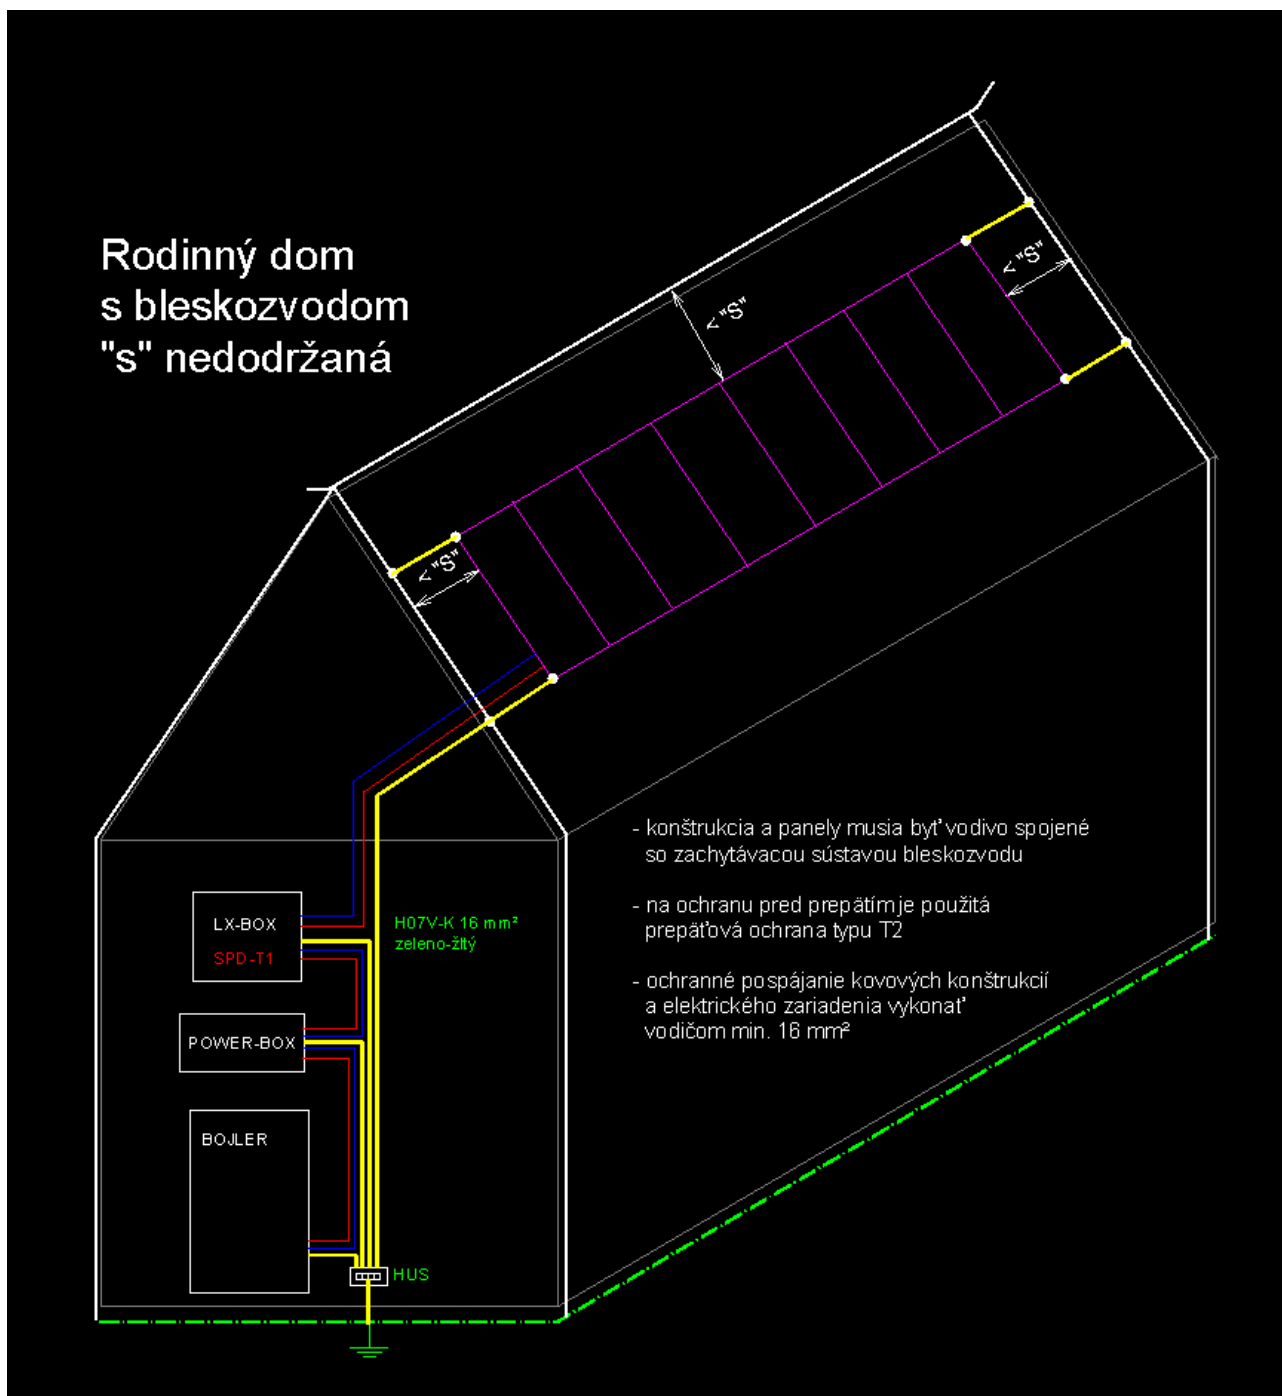 Rodinný dom
s bleskozvodom
"s" nedodržaná
< "S"
< "S"
< "S"
- konštrukcia a panely musia byť vodivo spojené
so zachytávacou sústavou bleskozvodu
- na ochranu pred prepätím je použitá
prepäťová ochrana typu T2
- ochranné pospájanie kovových konštrukcií
a elektrického zariadenia vykonať
vodičom min. 16 mm²
LX-BOX
SPD-T1
H07V-K 16 mm²
zeleno-žltý
POWER-BOX
BOJLER
HUS